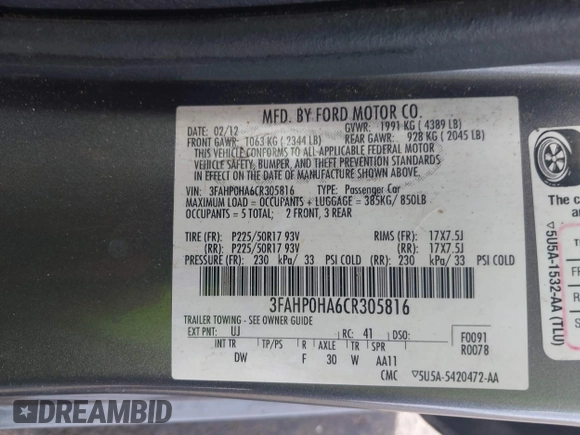 MFD. BY FORD MOTOR CO.
DATE: 02/12 GVWR: 1991 KG ( 4389 LB)
FRONT GAWR: 1063 KG ( 2344 LB) REAR GAWR: 928 KG ( 2045 LB)
THIS VEHICLE CONFORMS TO ALL APPLICABLE FEDERAL MOTOR
VEHICLE SAFETY, BUMPER, AND THEFT PREVENTION STANDARDS
IN EFFECT ON THE DATE OF MANUFACTURE SHOWN ABOVE.
VIN: 3FAHP0HA6CR305816 TYPE: Passenger Car
MAXIMUM LOAD = OCCUPANTS + LUGGAGE = 385KG/ 850LB
OCCUPANTS = 5 TOTAL; 2 FRONT, 3 REAR
TIRE (FR): P225/50R17 93V RIMS (FR): 17X7.5J
(RR): P225/50R17 93V (RR): 17X7.5J
PRESSURE (FR): 230 kPa/ 33 PSI COLD (RR): 230 kPa/ 33 PSI COLD
3FAHP0HA6CR305816
TRAILER TOWING - SEE OWNER GUIDE
EXT PNT: UJ RC: 41 DSO: F0091
INT TR TP/PS R AXLE TR SPR R0078
DW F 30 W AA11
CMC 5U5A-5420472-AA
5U5A-1532-AA (TLU)
The c
an
DREAMBID